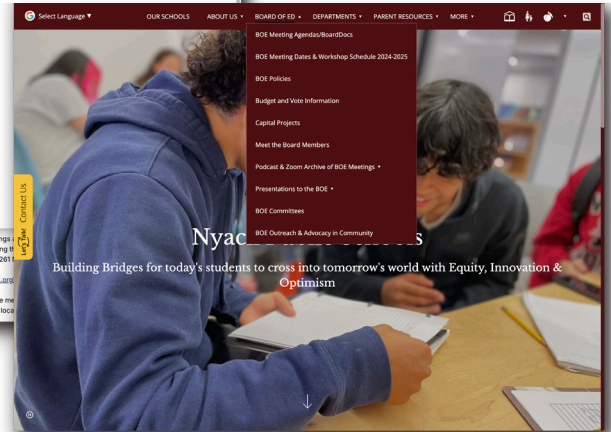 Select Language ▼
OUR SCHOOLS
ABOUT US ▾
BOARD OF ED ▴
DEPARTMENTS ▾
PARENT RESOURCES ▾
MORE ▾
BOE Meeting Agendas/BoardDocs
BOE Meeting Dates & Workshop Schedule 2024-2025
BOE Policies
Budget and Vote Information
Capital Projects
Meet the Board Members
Podcast & Zoom Archive of BOE Meetings ▾
Presentations to the BOE ▾
BOE Committees
BOE Outreach & Advocacy in Community
Let's Talk! Contact Us
Nyac
s
Building Bridges for today's students to cross into tomorrow's world with Equity, Innovation &
Optimism